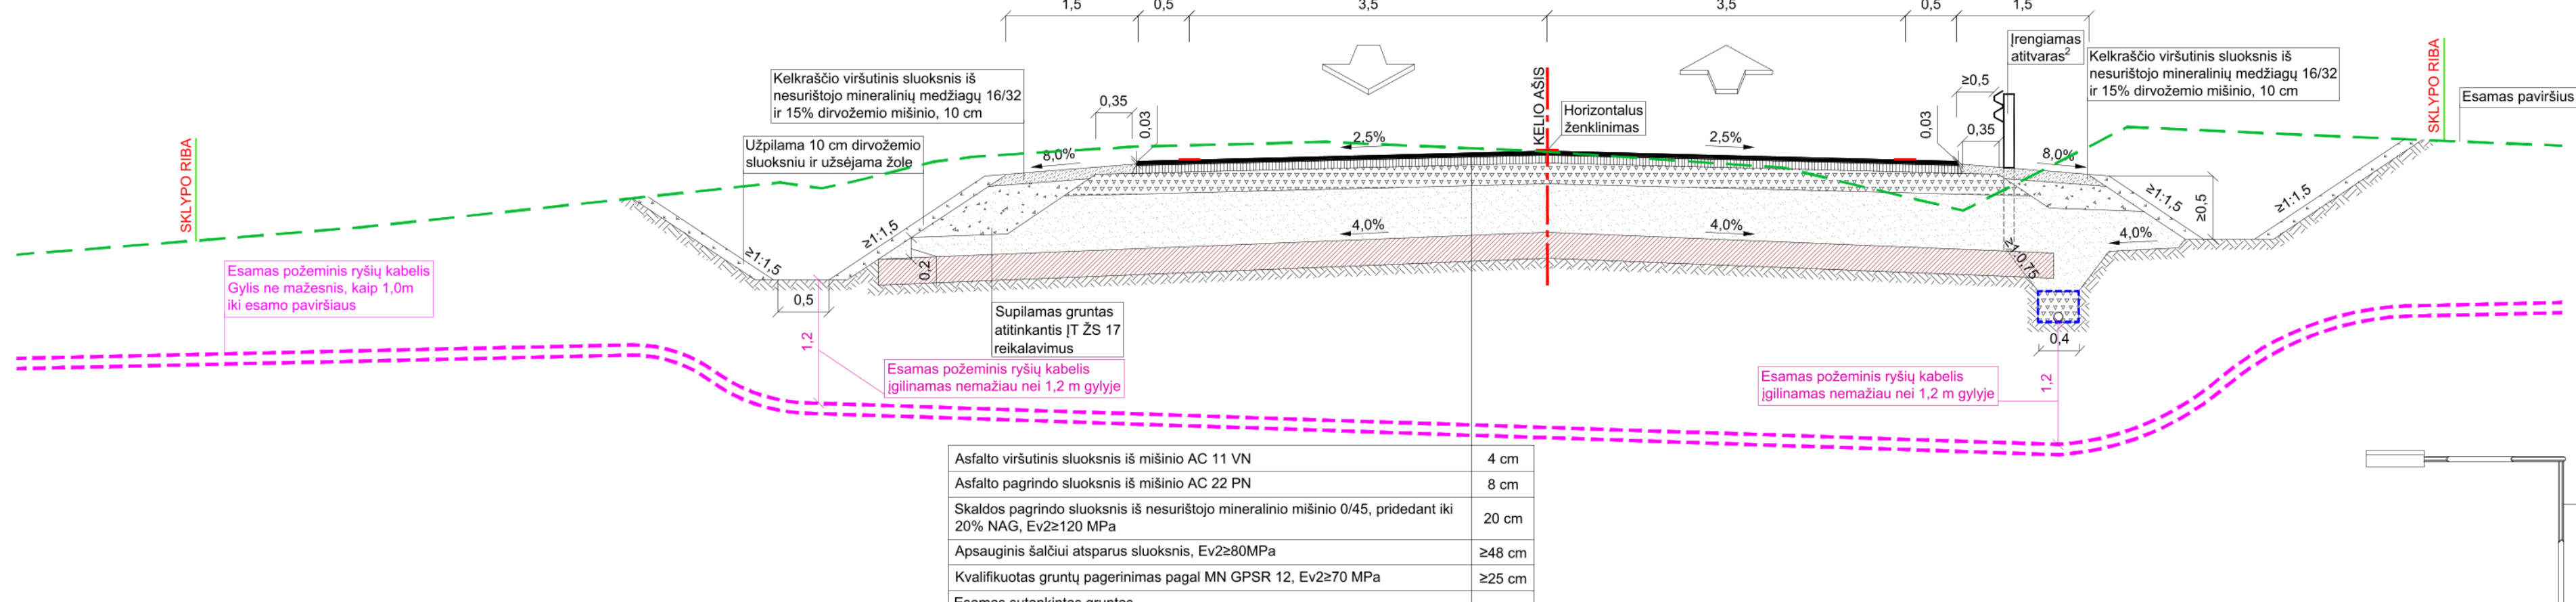 1,5
0,5
3,5
3,5
0,5
1,5
SKLYPO RIBA
Kelkraščio viršutinis sluoksnis iš
nesurištojo mineralinių medžiagų 16/32
ir 15% dirvožemio mišinio, 10 cm
Užpilama 10 cm dirvožemio
sluoksniu ir užsėjama žole
0,35
0,03
8,0%
2,5%
KELIO AŠIS
Horizontalus
ženklinimas
2,5%
0,03
≥0,5
0,35
Įrengiamas
atitvaras²
Kelkraščio viršutinis sluoksnis iš
nesurištojo mineralinių medžiagų 16/32
ir 15% dirvožemio mišinio, 10 cm
8,0%
SKLYPO RIBA
Esamas paviršius
≥1:1,5
≥1:1,5
0,5
0,2
4,0%
4,0%
≥1:0,75
4,0%
≥1:1,5
≥0,5
≥1:1,5
Esamas požeminis ryšių kabelis
Gylis ne mažesnis, kaip 1,0m
iki esamo paviršiaus
1,2
Supilamas gruntas
atitinkantis ĮT ŽS 17
reikalavimus
Esamas požeminis ryšių kabelis
įgilinamas nemažiau nei 1,2 m gylyje
0,4
Esamas požeminis ryšių kabelis
įgilinamas nemažiau nei 1,2 m gylyje
1,2
Asfalto viršutinis sluoksnis iš mišinio AC 11 VN 4 cm
Asfalto pagrindo sluoksnis iš mišinio AC 22 PN 8 cm
Skaldos pagrindo sluoksnis iš nesurištojo mineralinio mišinio 0/45, pridedant iki
20% NAG, Ev2≥120 MPa 20 cm
Apsauginis šalčiui atsparus sluoksnis, Ev2≥80MPa ≥48 cm
Kvalifikuotas gruntų pagerinimas pagal MN GPSR 12, Ev2≥70 MPa ≥25 cm
Esamas sutankintas gruntas